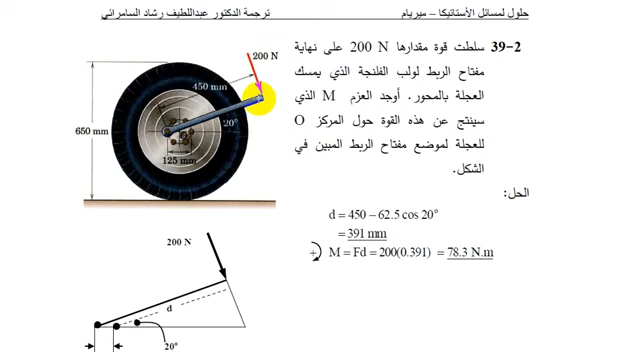 حلول لمسائل الأستاتيكا – ميريام
ترجمة الدكتور عبداللطيف رشاد السامرائي
39-2 سلطت قوة مقدارها 200 N على نهاية
مفتاح الربط لولب الفلنجة الذي يمسك
العجلة بالمحور. أوجد العزم M الذي
سينتج عن هذه القوة حول المركز O
للعجلة لموضع مفتاح الربط المبين في
الشكل.
الحل:
200 N
450 mm
20°
650 mm
125 mm
d = 450 – 62.5 cos 20°
= 391 mm
+ M = Fd = 200(0.391) = 78.3 N.m
200 N
d
20°